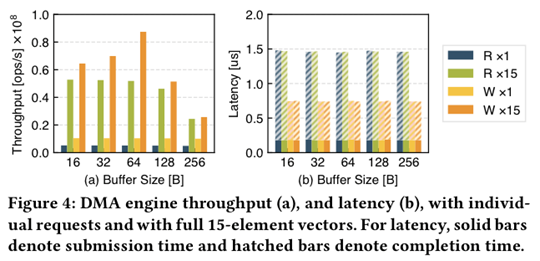 Throughput [ops/s] ×10⁸
1.0
0.8
0.6
0.4
0.2
0.0
16 32 64 128 256
(a) Buffer Size [B]
Latency [us]
2.0
1.5
1.0
0.5
0.0
16 32 64 128 256
(b) Buffer Size [B]
R ×1
R ×15
W ×1
W ×15
Figure 4: DMA engine throughput (a), and latency (b), with individ-
ual requests and with full 15-element vectors. For latency, solid bars
denote submission time and hatched bars denote completion time.